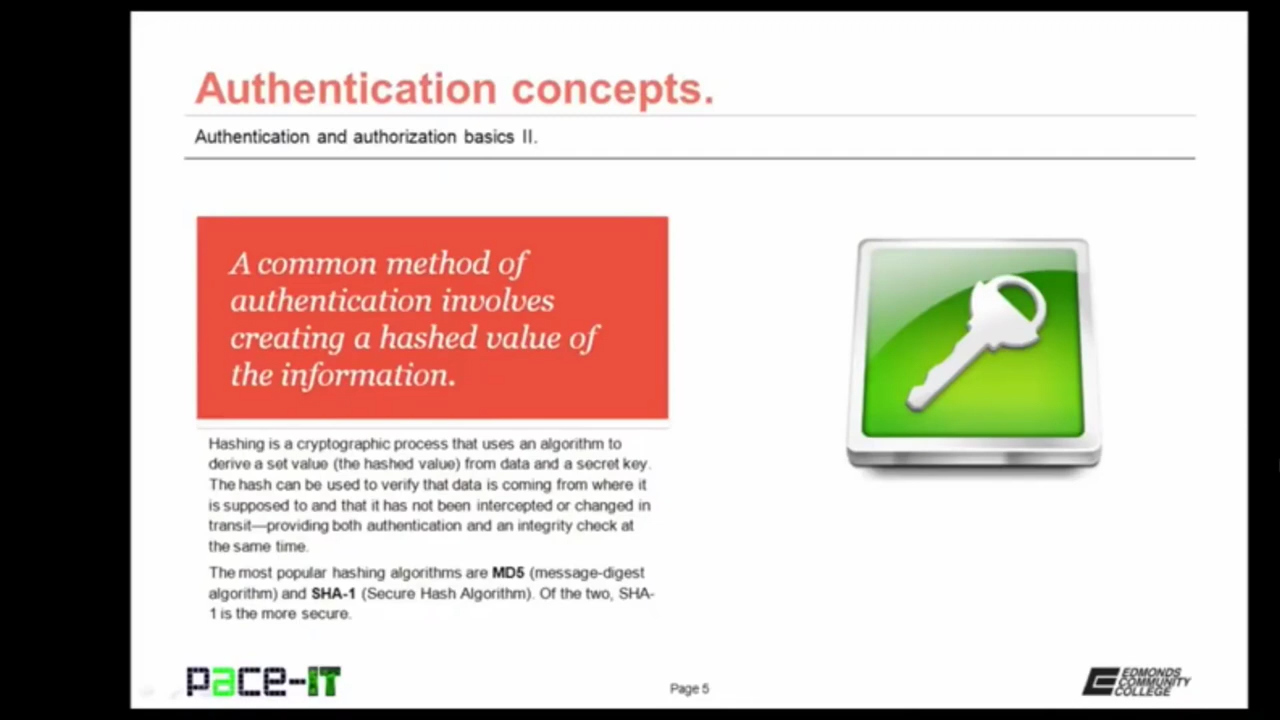 Authentication concepts.
Authentication and authorization basics II.
A common method of
authentication involves
creating a hashed value of
the information.
Hashing is a cryptographic process that uses an algorithm to
derive a set value (the hashed value) from data and a secret key.
The hash can be used to verify that data is coming from where it
is supposed to and that it has not been intercepted or changed in
transit—providing both authentication and an integrity check at
the same time.
The most popular hashing algorithms are MD5 (message-digest
algorithm) and SHA-1 (Secure Hash Algorithm). Of the two, SHA-
1 is the more secure.
pace-IT
Page 5
EDMONDS
COMMUNITY
COLLEGE